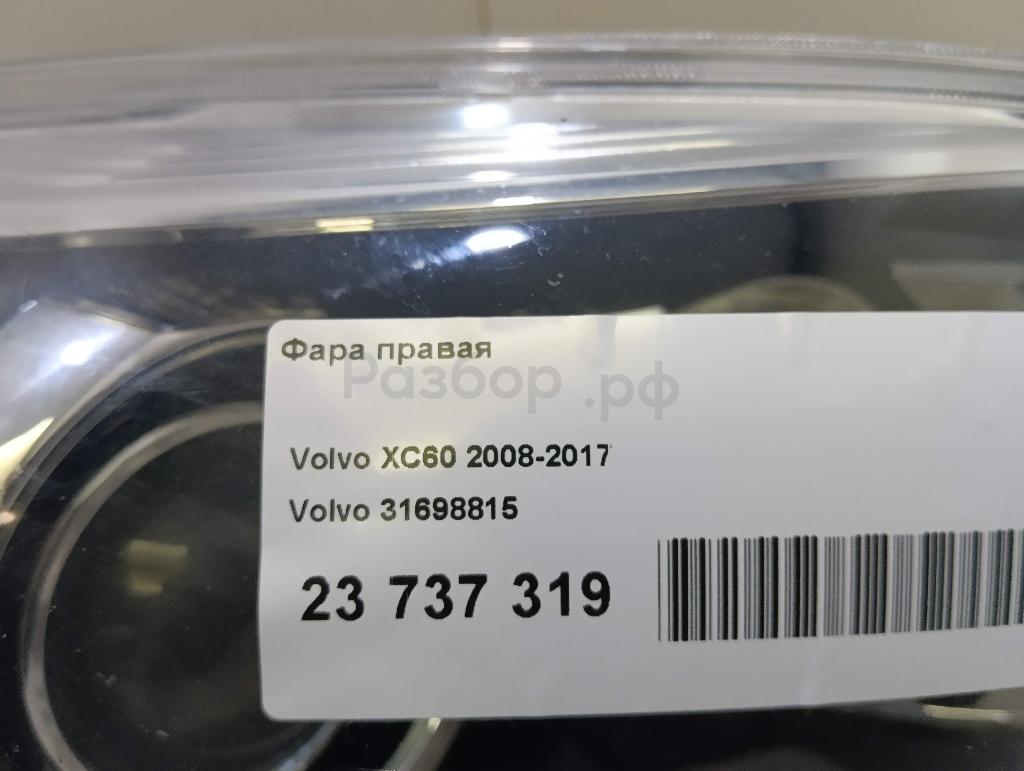 Фара правая
Разбор.рф
Volvo XC60 2008-2017
Volvo 31698815
23 737 319